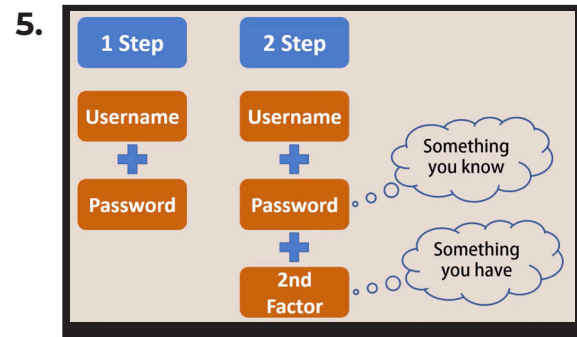 5.
1 Step
2 Step
Username
Username
Something
you know
Password
Password
Something
you have
2nd
Factor